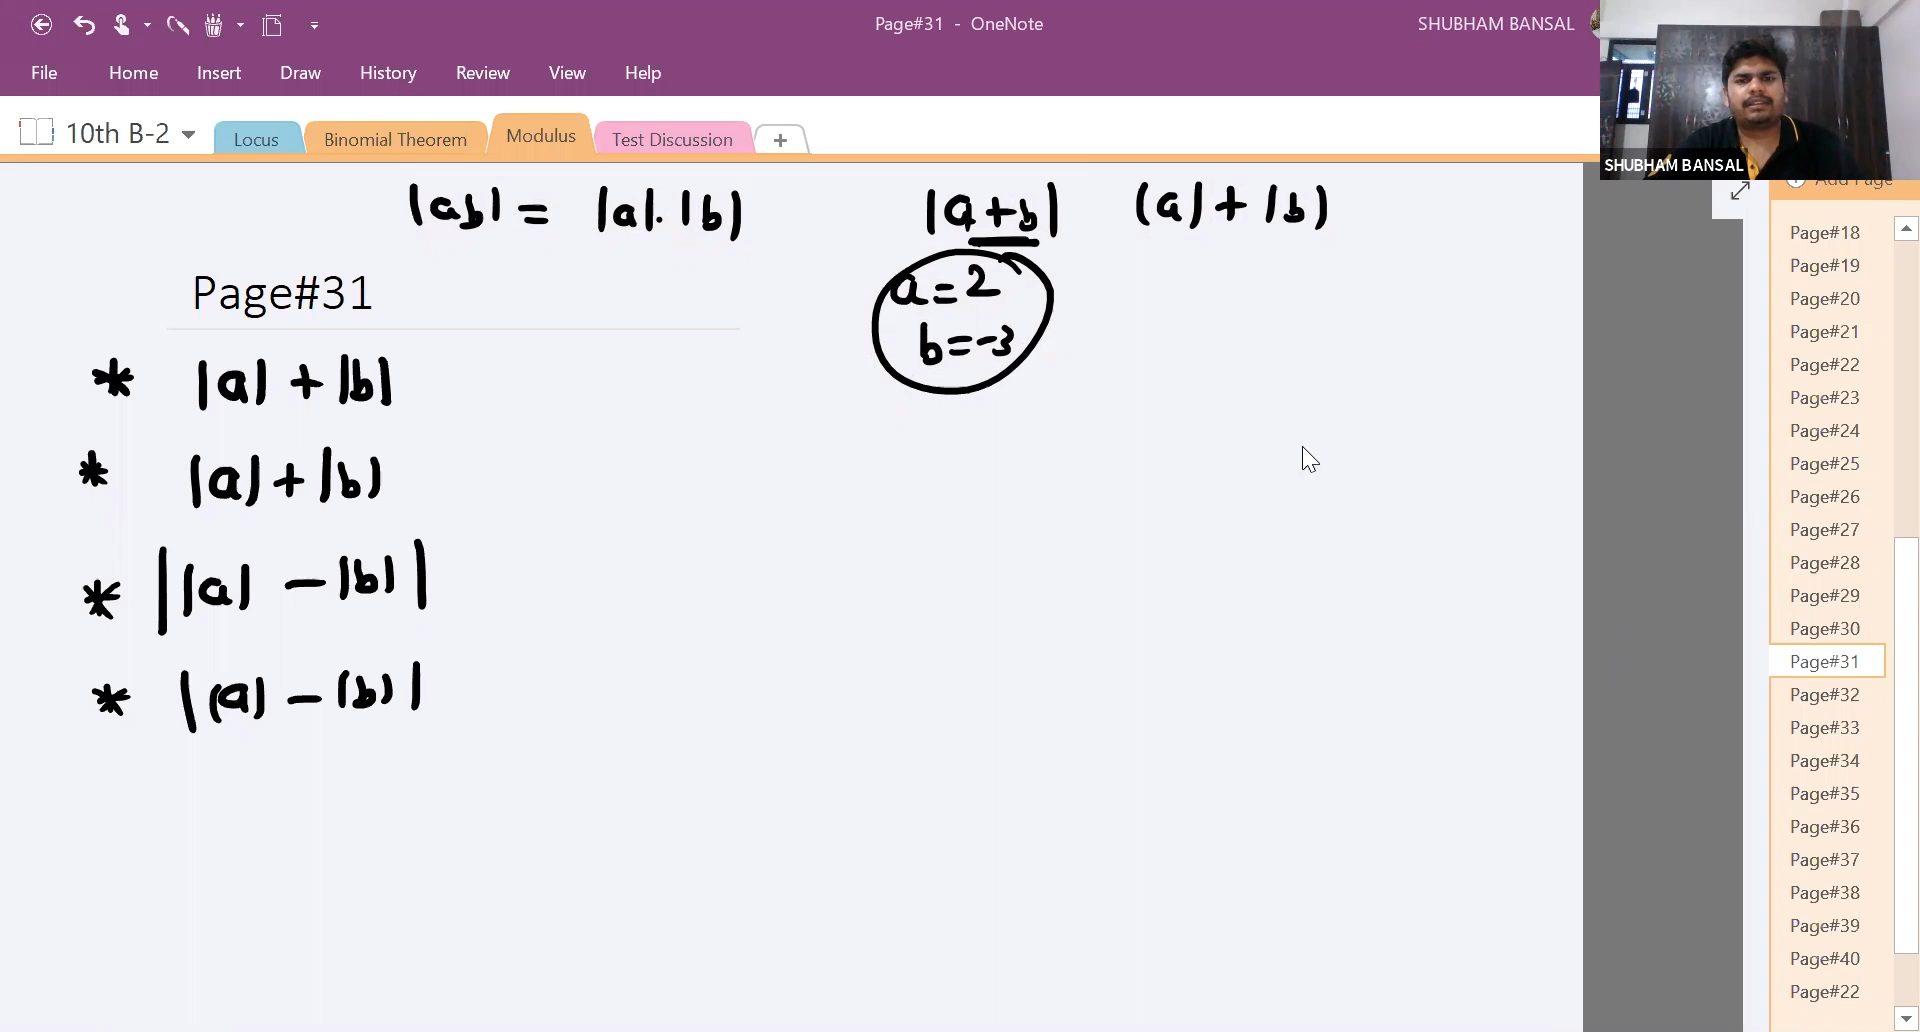 Page#31 - OneNote
SHUBHAM BANSAL
File Home Insert Draw History Review View Help
10th B-2 Locus Binomial Theorem Modulus Test Discussion +
SHUBHAM BANSAL
Add Page
|ab| = |a|.|b| |a+b| |a|+|b|
a=2
b=-3
Page#31
* |a| + |b|
* |a|+|b|
* ||a| - |b||
* ||a| - |b||
Page#18
Page#19
Page#20
Page#21
Page#22
Page#23
Page#24
Page#25
Page#26
Page#27
Page#28
Page#29
Page#30
Page#31
Page#32
Page#33
Page#34
Page#35
Page#36
Page#37
Page#38
Page#39
Page#40
Page#22